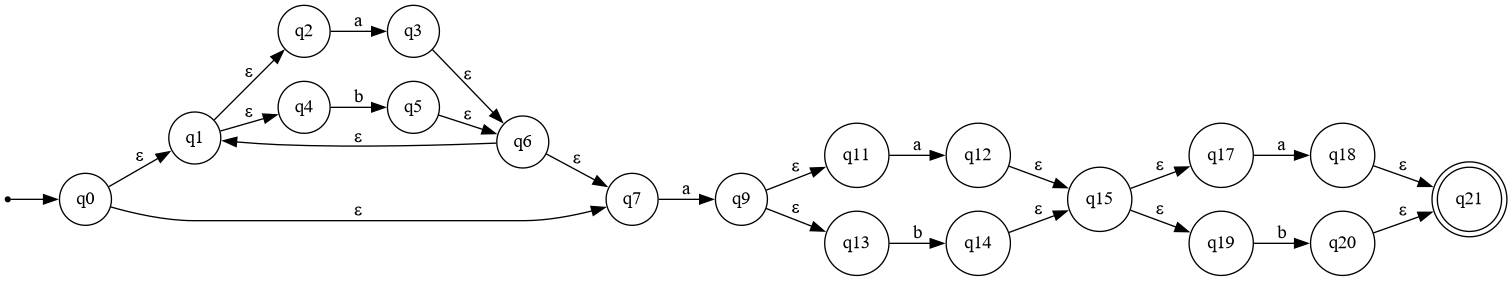 q2 a q3
ε ε
q4 b q5
ε ε
q1 ε q6
ε ε
q11 a q12 q17 a q18
ε ε ε ε
q0 ε q7 a q9 q15 q21
ε ε ε ε
q13 b q14 q19 b q20